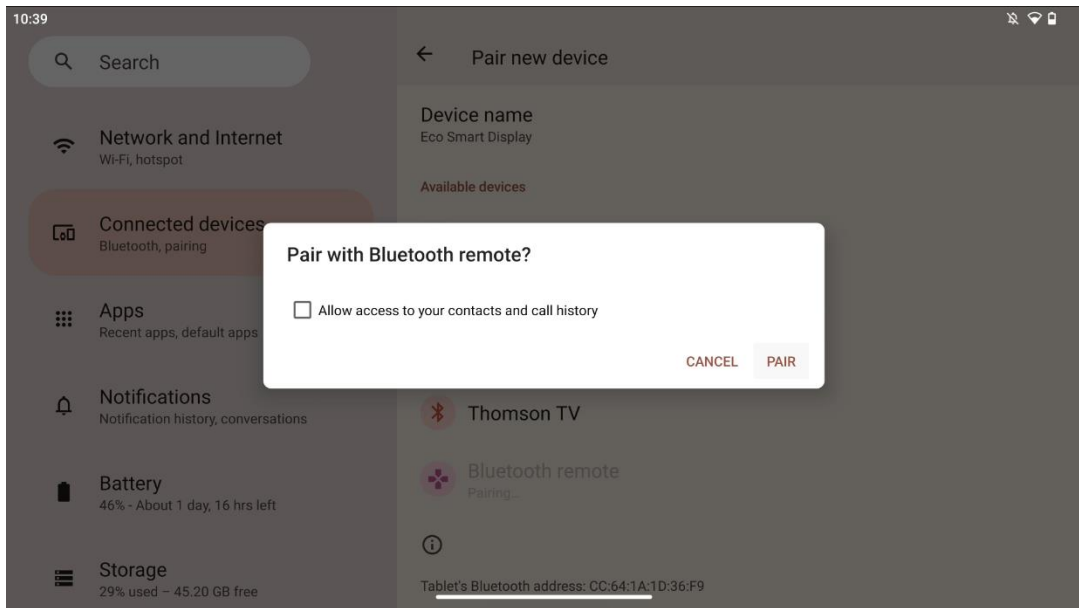 10:39
Search
Network and Internet
Wi-Fi, hotspot
Connected devices
Bluetooth, pairing
Apps
Recent apps, default apps
Notifications
Notification history, conversations
Battery
46% - About 1 day, 16 hrs left
Storage
29% used – 45.20 GB free
Pair new device
Device name
Eco Smart Display
Available devices
Pair with Bluetooth remote?
Allow access to your contacts and call history
CANCEL PAIR
Thomson TV
Bluetooth remote
Pairing...
Tablet's Bluetooth address: CC:64:1A:1D:36:F9